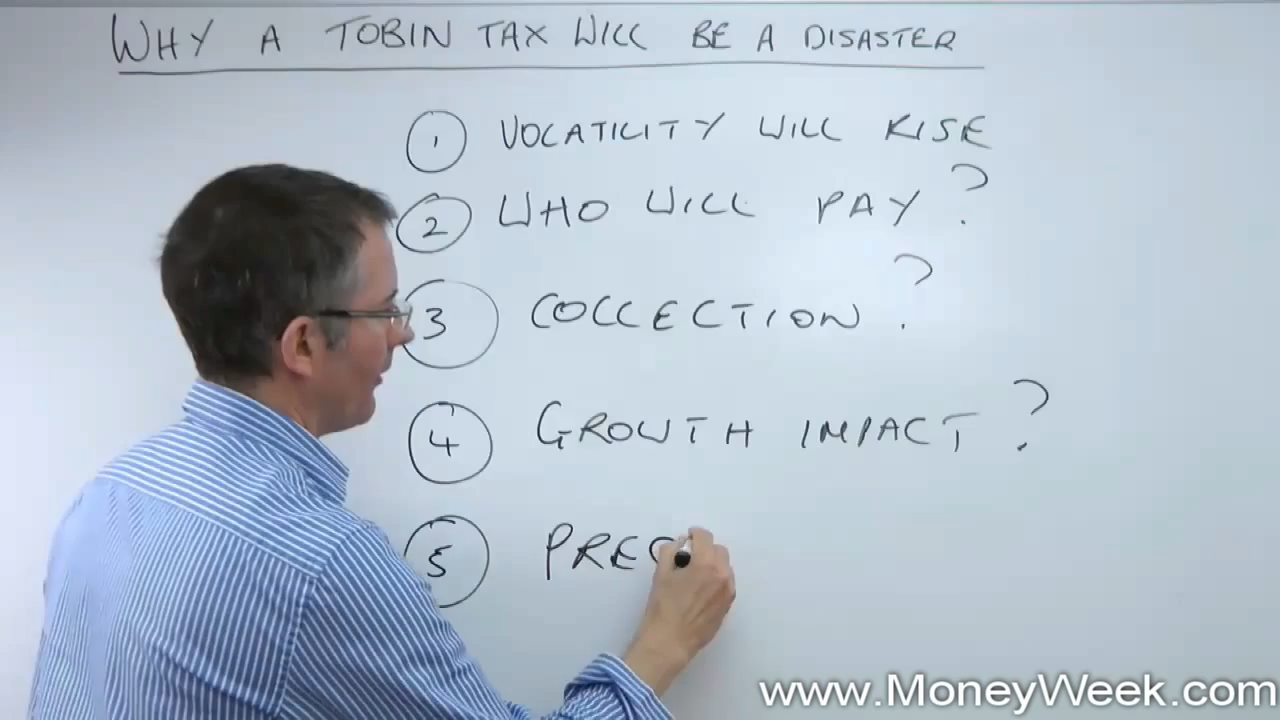 WHY A TOBIN TAX WILL BE A DISASTER
1 VOLATILITY WILL RISE
2 WHO WILL PAY?
3 COLLECTION?
4 GROWTH IMPACT?
5
www.MoneyWeek.com